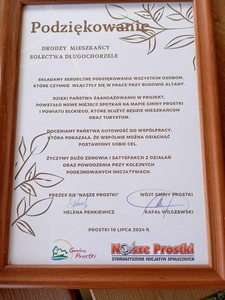 Podziękowanie
DRODZY MIESZKAŃCY
SOŁECTWA DŁUGOCHORZELE
SKŁADAMY SERDECZNE PODZIĘKOWANIA WSZYSTKIM OSOBOM,
KTÓRE CZYNNIE WŁĄCZYŁY SIĘ W PRACE PRZY BUDOWIE ALTANY.
DZIĘKI PAŃSTWA ZAANGAŻOWANIU W PROJEKT,
POWSTAŁO NOWE MIEJSCE SPOTKAŃ NA MAPIE GMINY PROSTKI
I POWIATU EŁCKIEGO, KTÓRE SŁUŻYĆ BĘDZIE MIESZKAŃCOM
ORAZ TURYSTOM.
DOCENIAMY PAŃSTWA GOTOWOŚĆ DO WSPÓŁPRACY,
KTÓRA POKAZAŁA, ŻE WSPÓLNIE MOŻNA OSIĄGNĄĆ
POSTAWIONY SOBIE CEL.
ŻYCZYMY DUŻO ZDROWIA I SATYSFAKCJI Z DZIAŁAŃ
ORAZ POWODZENIA PRZY KOLEJNYCH
PODEJMOWANYCH INICJATYWACH.
PREZES SIS "NASZE PROSTKI"
WÓJT GMINY PROSTKI
HELENA PENKIEWICZ
RAFAŁ WILCZEWSKI
PROSTKI 18 LIPCA 2024 R.
Gmina
Prostki
Nasze Prostki
STOWARZYSZENIE INICJATYW SPOŁECZNYCH